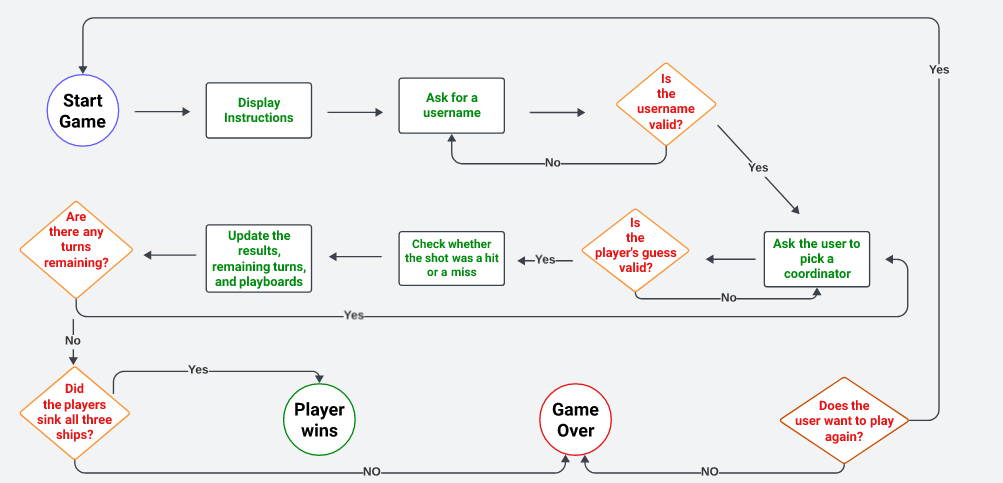 Yes
Start
Game
Display
Instructions
Ask for a
username
Is
the
username
valid?
No
Yes
Are
there any
turns
remaining?
Update the
results,
remaining turns,
and playboards
Check whether
the shot was a hit
or a miss
Yes
Is
the
player's guess
valid?
Ask the user to
pick a
coordinator
No
Yes
No
Did
the players
sink all three
ships?
Yes
Player
wins
Game
Over
Does the
user want to play
again?
NO
NO